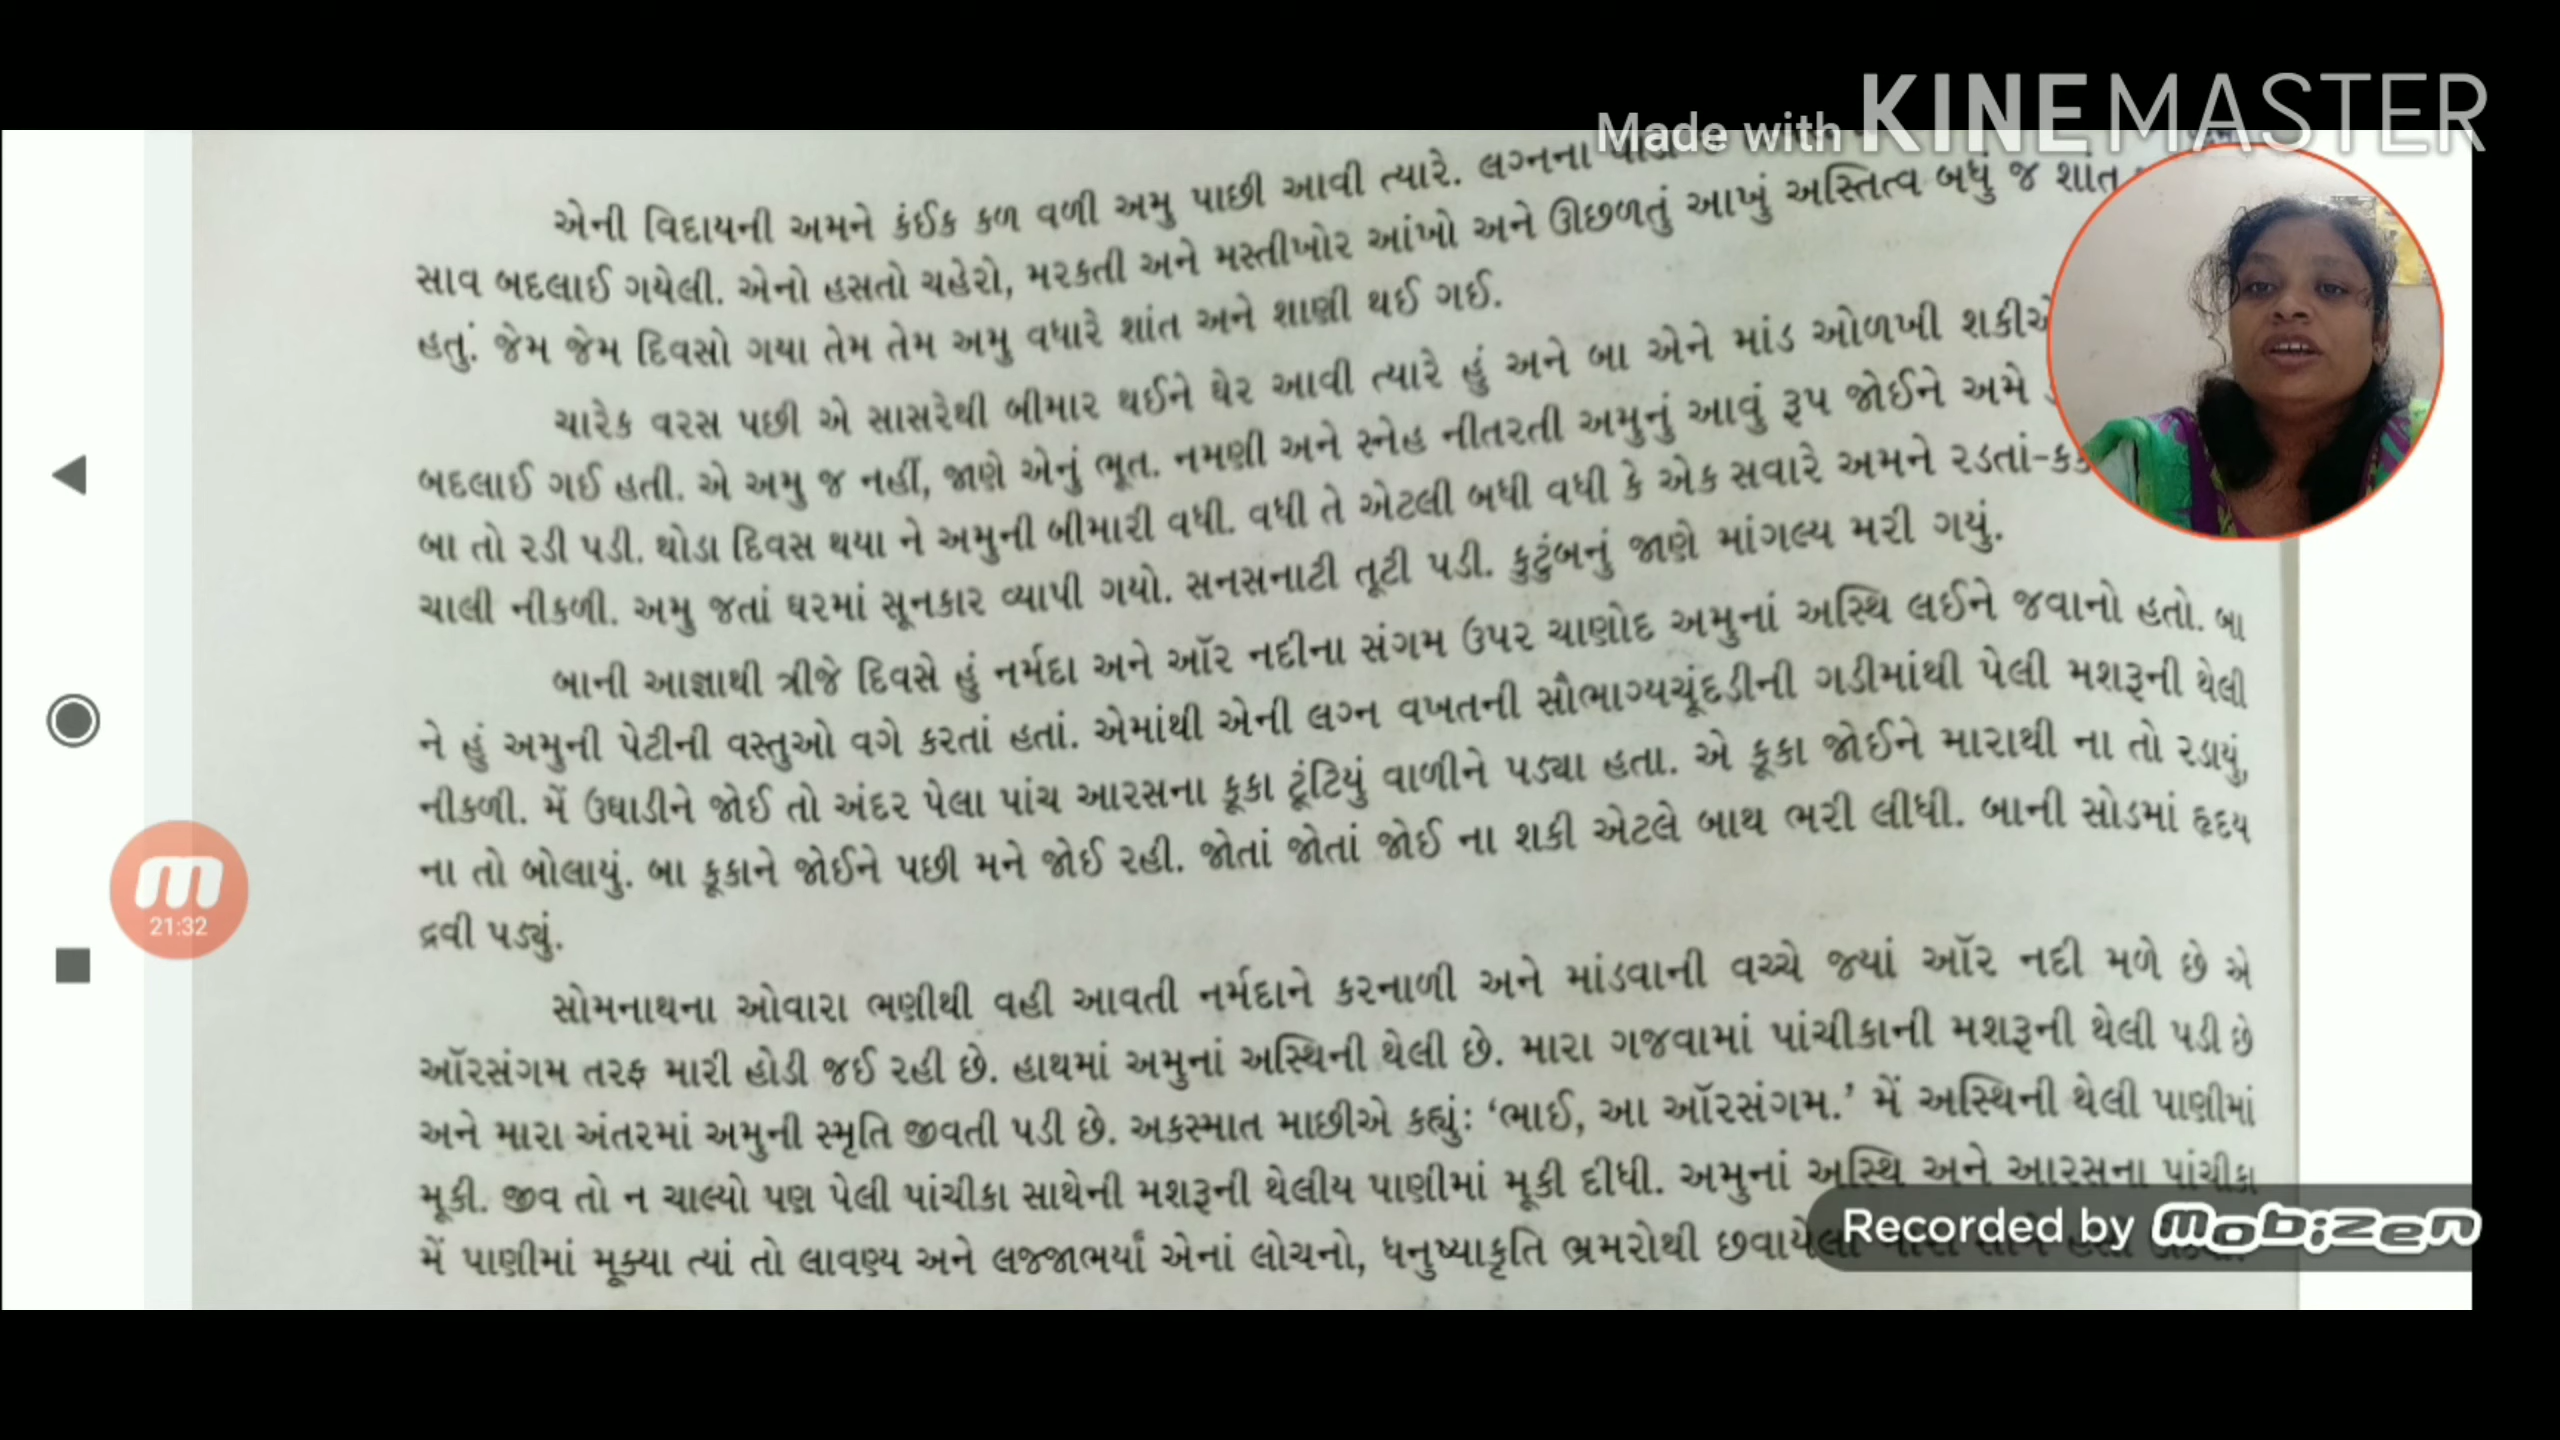 Made with KINEMASTER
એની વિદાયની અમને કંઈક કળ વળી અમુ પાછી આવી ત્યારે. લગ્નના
સાવ બદલાઈ ગયેલી. એનો હસતો ચહેરો, મરકતી અને મસ્તીખોર આંખો અને ઊછળતું આખું અસ્તિત્વ બધું જ શાંત
હતું. જેમ જેમ દિવસો ગયા તેમ તેમ અમુ વધારે શાંત અને શાણી થઈ ગઈ.
ચારેક વરસ પછી એ સાસરેથી બીમાર થઈને ઘેર આવી ત્યારે હું અને બા એને માંડ ઓળખી શકીએ
બદલાઈ ગઈ હતી. એ અમુ જ નહીં, જાણે એનું ભૂત. નમણી અને સ્નેહ નીતરતી અમુનું આવું રૂપ જોઈને અમે
બા તો રડી પડી. થોડા દિવસ થયા ને અમુની બીમારી વધી. વધી તે એટલી બધી વધી કે એક સવારે અમને રડતાં-
ચાલી નીકળી. અમુ જતાં ઘરમાં સૂનકાર વ્યાપી ગયો. સનસનાટી તૂટી પડી. કુટુંબનું જાણે માંગલ્ય મરી ગયું.
બાની આજ્ઞાથી ત્રીજે દિવસે હું નર્મદા અને ઑર નદીના સંગમ ઉપર ચાણોદ અમુનાં અસ્થિ લઈને જવાનો હતો. બા
ને હું અમુની પેટીની વસ્તુઓ વગે કરતાં હતાં. એમાંથી એની લગ્ન વખતની સૌભાગ્યચૂંદડીની ગડીમાંથી પેલી મશરૂની થેલી
નીકળી. મેં ઉઘાડીને જોઈ તો અંદર પેલા પાંચ આરસના કૂકા ટૂંટિયું વાળીને પડ્યા હતા. એ કૂકા જોઈને મારાથી ના તો રડાયું,
ના તો બોલાયું. બા કૂકાને જોઈને પછી મને જોઈ રહી. જોતાં જોતાં જોઈ ના શકી એટલે બાથ ભરી લીધી. બાની સોડમાં હૃદય
દ્રવી પડ્યું.
સોમનાથના ઓવારા ભણીથી વહી આવતી નર્મદાને કરનાળી અને માંડવાની વચ્ચે જ્યાં ઑર નદી મળે છે એ
ઑરસંગમ તરફ મારી હોડી જઈ રહી છે. હાથમાં અમુનાં અસ્થિની થેલી છે. મારા ગજવામાં પાંચીકાની મશરૂની થેલી પડી છે
અને મારા અંતરમાં અમુની સ્મૃતિ જીવતી પડી છે. અકસ્માત માછીએ કહ્યું: ‘ભાઈ, આ ઑરસંગમ.’ મેં અસ્થિની થેલી પાણીમાં
મૂકી. જીવ તો ન ચાલ્યો પણ પેલી પાંચીકા સાથેની મશરૂની થેલીય પાણીમાં મૂકી દીધી. અમુનાં અસ્થિ અને આરસના પાંચીકા
મેં પાણીમાં મૂક્યા ત્યાં તો લાવણ્ય અને લજ્જાભર્યાં એનાં લોચનો, ધનુષ્યાકૃતિ ભ્રમરોથી
21:32
Recorded by mobizen